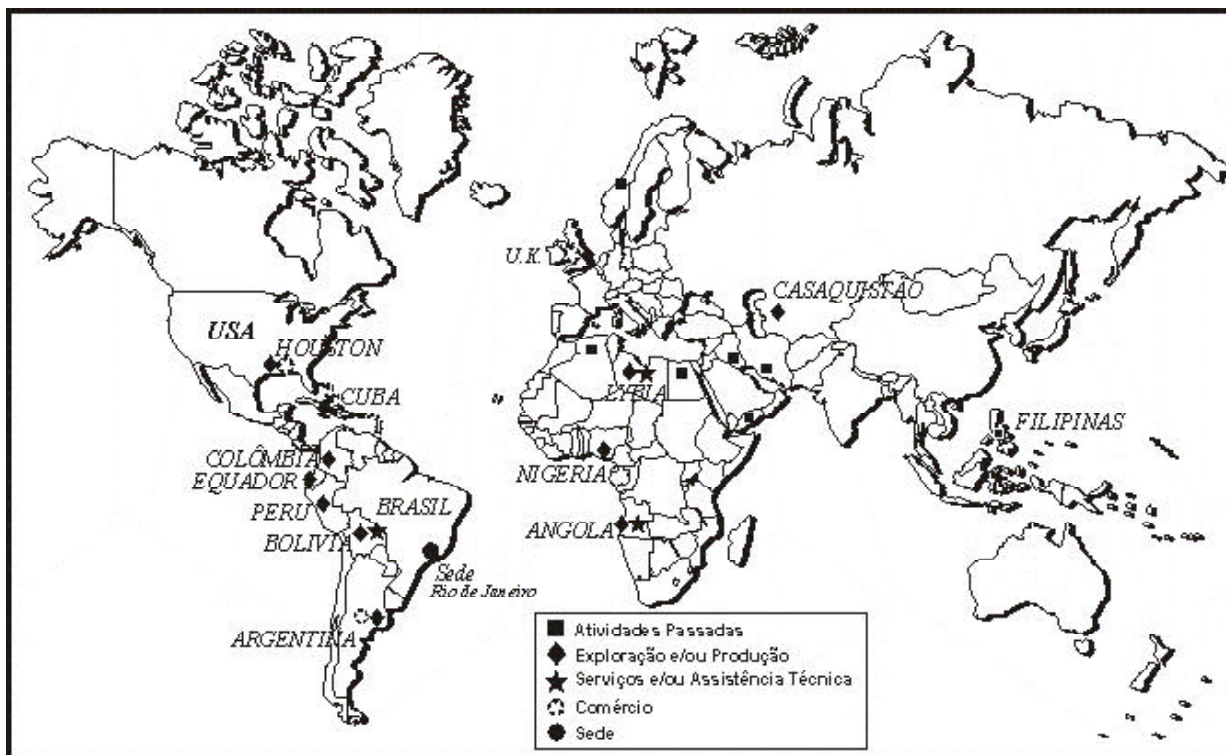 U.K.
CASAQUISTÃO
USA
HOUSTON
LYBIA
CUBA
FILIPINAS
COLÔMBIA
NIGERIA
EQUADOR
PERU
BRASIL
ANGOLA
BOLIVIA
Sede
Rio de Janeiro
ARGENTINA
Atividades Passadas
Exploração e/ou Produção
Serviços e/ou Assistência Técnica
Comércio
Sede